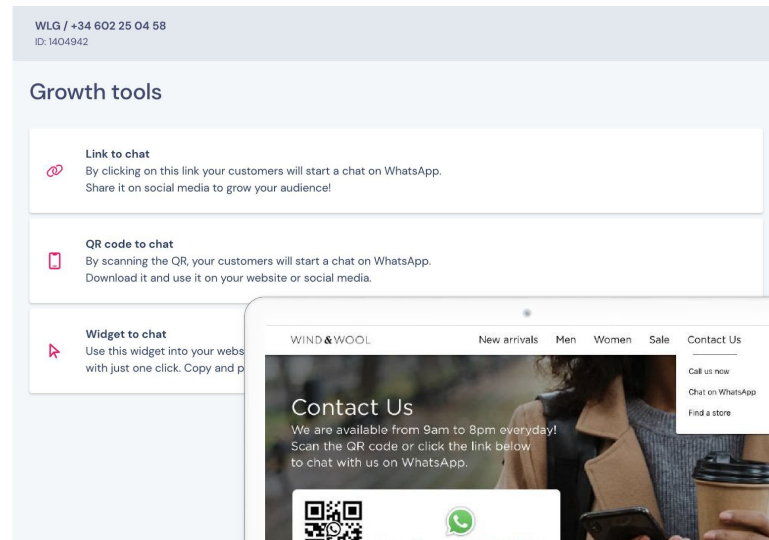 WLG / +34 602 25 04 58
ID: 1404942
Growth tools
Link to chat
By clicking on this link your customers will start a chat on WhatsApp.
Share it on social media to grow your audience!
QR code to chat
By scanning the QR, your customers will start a chat on WhatsApp.
Download it and use it on your website or social media.
Widget to chat
Use this widget into your webs
with just one click. Copy and p
WIND&WOOL
New arrivals Men Women Sale Contact Us
Call us now
Chat on WhatsApp
Find a store
Contact Us
We are available from 9am to 8pm everyday!
Scan the QR code or click the link below
to chat with us on WhatsApp.